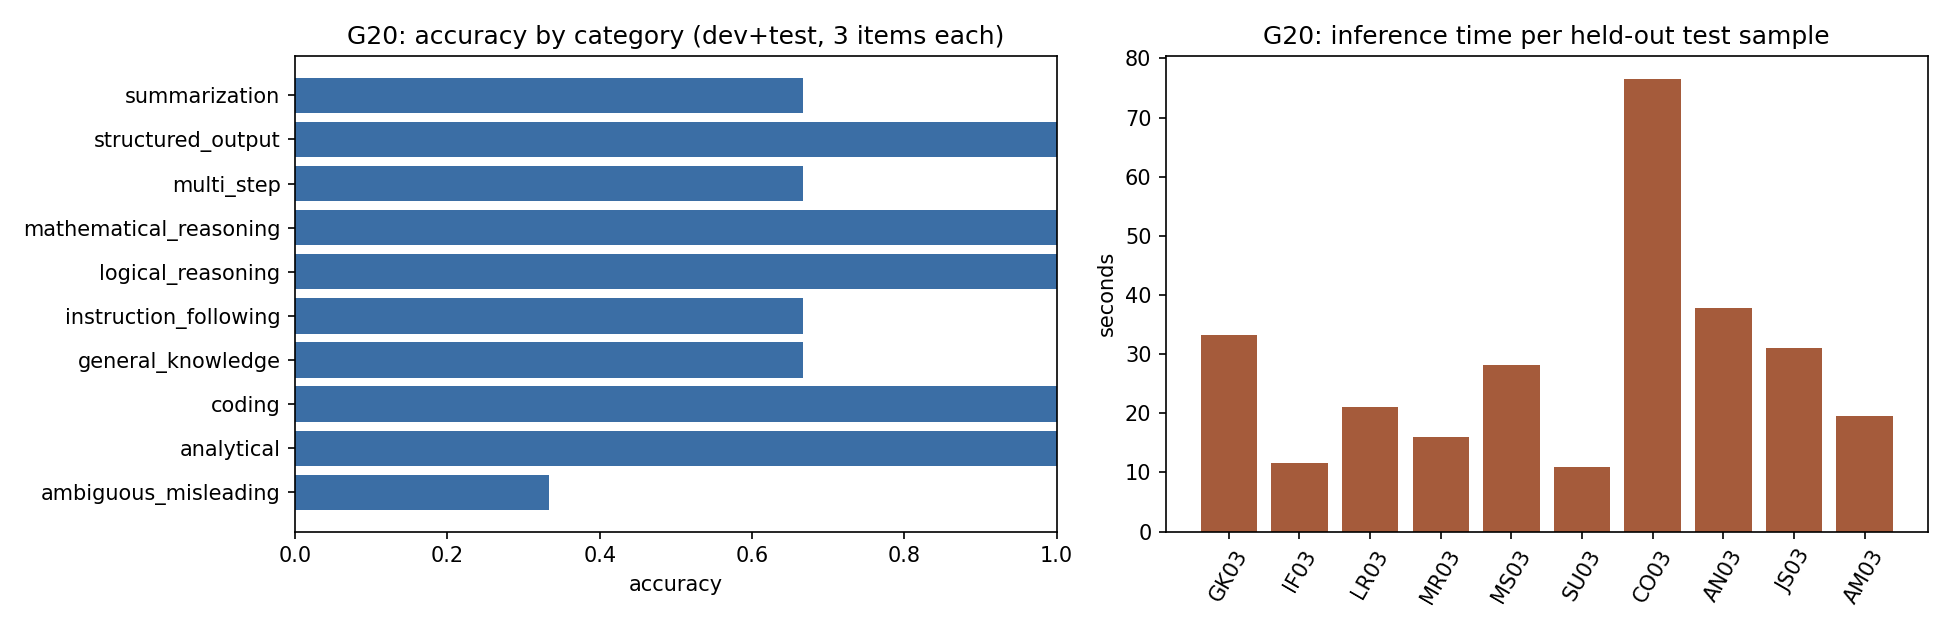 G20: accuracy by category (dev+test, 3 items each)
summarization
structured_output
multi_step
mathematical_reasoning
logical_reasoning
instruction_following
general_knowledge
coding
analytical
ambiguous_misleading
0.0 0.2 0.4 0.6 0.8 1.0
accuracy
G20: inference time per held-out test sample
80
70
60
50
40
30
20
10
0
seconds
GK03 IF03 LR03 MR03 MS03 SU03 CO03 AN03 JS03 AM03